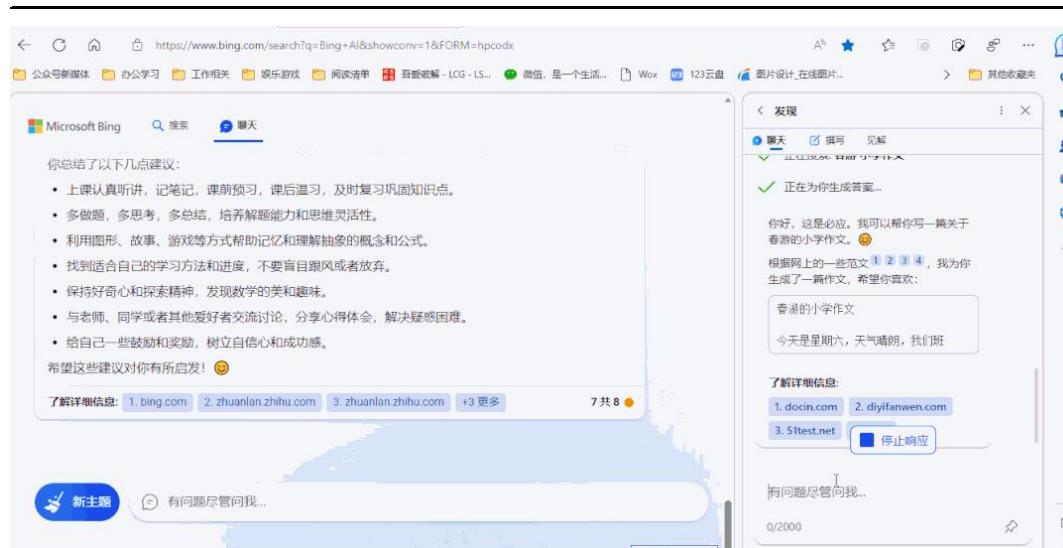 https://www.bing.com/search?q=Bing+AI&showconv=1&FORM=hpcodx
公众号新媒体 办公学习 工作相关 娱乐游戏 阅读清单 吾爱破解 - LCG - LS... 微信，是一个生活... Wox 123云盘 图片设计_在线图片... 其他收藏夹
Microsoft Bing 搜索 聊天
你总结了以下几点建议：
• 上课认真听讲，记笔记，课前预习，课后温习，及时复习巩固知识点。
• 多做题，多思考，多总结，培养解题能力和思维灵活性。
• 利用图形、故事、游戏等方式帮助记忆和理解抽象的概念和公式。
• 找到适合自己的学习方法和进度，不要盲目跟风或者放弃。
• 保持好奇心和探索精神，发现数学的美和趣味。
• 与老师、同学或者其他爱好者交流讨论，分享心得体会，解决疑惑困难。
• 给自己一些鼓励和奖励，树立自信心和成功感。
希望这些建议对你有所启发！
了解详细信息: 1. bing.com 2. zhuanlan.zhihu.com 3. zhuanlan.zhihu.com +3 更多 7 共 8
新主题 有问题尽管问我...
发现
聊天 撰写 见解
正在搜索: 春游 小学作文
正在为你生成答案...
你好，这是必应。我可以帮你写一篇关于
春游的小学作文。
根据网上的一些范文 1 2 3 4 ，我为你
生成了一篇作文，希望你喜欢：
春游的小学作文
今天是星期六，天气晴朗，我们班
了解详细信息:
1. docin.com 2. diyifanwen.com
3. 51test.net
停止响应
有问题尽管问我...
0/2000